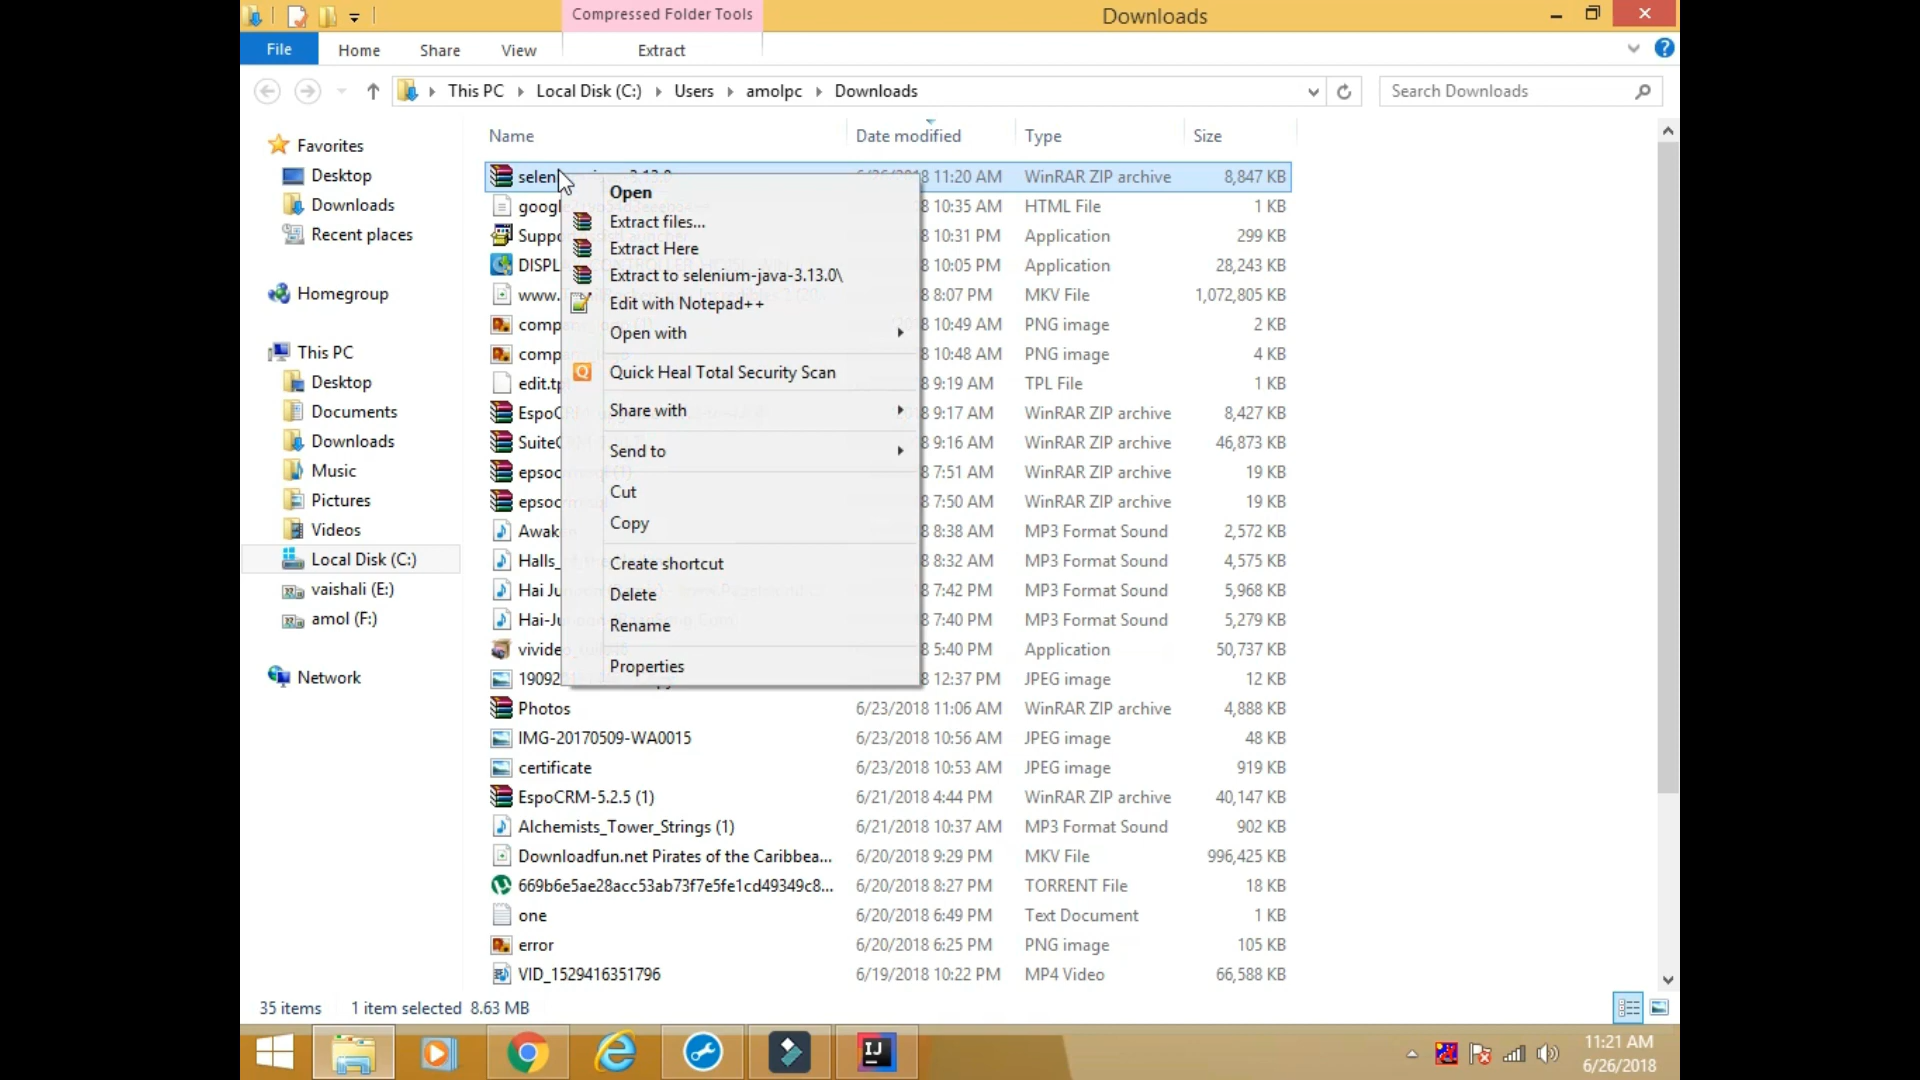 Compressed Folder Tools
Downloads
File Home Share View Extract
This PC Local Disk (C:) Users amolpc Downloads
Search Downloads
Name Date modified Type Size
Favorites
Desktop
Downloads
Recent places
Homegroup
This PC
Desktop
Documents
Downloads
Music
Pictures
Videos
Local Disk (C:)
vaishali (E:)
amol (F:)
Network
selen 11:20 AM WinRAR ZIP archive 8,847 KB
googl 8 10:35 AM HTML File 1 KB
Suppo 8 10:31 PM Application 299 KB
DISPL 8 10:05 PM Application 28,243 KB
www. 8 8:07 PM MKV File 1,072,805 KB
comp 8 10:49 AM PNG image 2 KB
comp 8 10:48 AM PNG image 4 KB
edit.tp 8 9:19 AM TPL File 1 KB
EspoCR 8 9:17 AM WinRAR ZIP archive 8,427 KB
SuiteC 8 9:16 AM WinRAR ZIP archive 46,873 KB
epsoc 8 7:51 AM WinRAR ZIP archive 19 KB
epsoc 8 7:50 AM WinRAR ZIP archive 19 KB
Awak 8 8:38 AM MP3 Format Sound 2,572 KB
Halls_ 8 8:32 AM MP3 Format Sound 4,575 KB
Hai Ju 8 7:42 PM MP3 Format Sound 5,968 KB
Hai-Ju 8 7:40 PM MP3 Format Sound 5,279 KB
vivide 8 5:40 PM Application 50,737 KB
19092 8 12:37 PM JPEG image 12 KB
Photos 6/23/2018 11:06 AM WinRAR ZIP archive 4,888 KB
IMG-20170509-WA0015 6/23/2018 10:56 AM JPEG image 48 KB
certificate 6/23/2018 10:53 AM JPEG image 919 KB
EspoCRM-5.2.5 (1) 6/21/2018 4:44 PM WinRAR ZIP archive 40,147 KB
Alchemists_Tower_Strings (1) 6/21/2018 10:37 AM MP3 Format Sound 902 KB
Downloadfun.net Pirates of the Caribbea... 6/20/2018 9:29 PM MKV File 996,425 KB
669b6e5ae28acc53ab73f7e5fe1cd49349c8... 6/20/2018 8:27 PM TORRENT File 18 KB
one 6/20/2018 6:49 PM Text Document 1 KB
error 6/20/2018 6:25 PM PNG image 105 KB
VID_1529416351796 6/19/2018 10:22 PM MP4 Video 66,588 KB
Open
Extract files...
Extract Here
Extract to selenium-java-3.13.0\
Edit with Notepad++
Open with
Quick Heal Total Security Scan
Share with
Send to
Cut
Copy
Create shortcut
Delete
Rename
Properties
35 items 1 item selected 8.63 MB
IJ
11:21 AM
6/26/2018